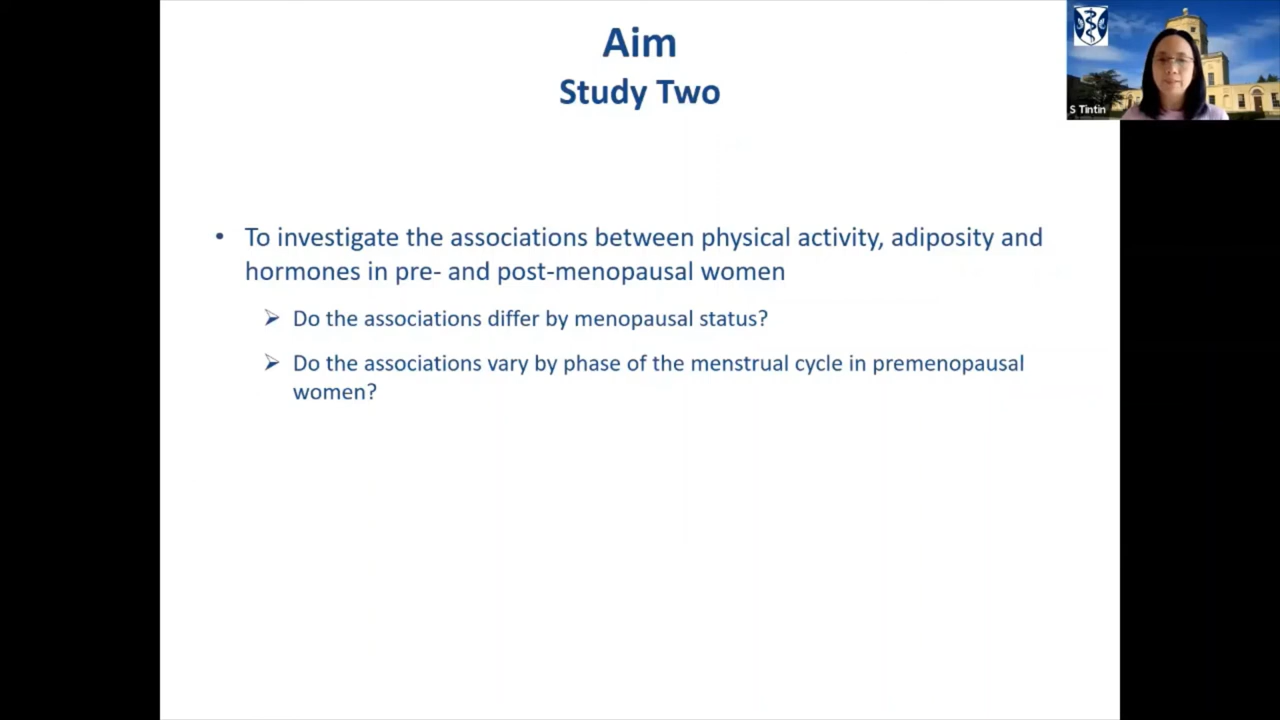 Aim
Study Two
• To investigate the associations between physical activity, adiposity and
hormones in pre- and post-menopausal women
➢ Do the associations differ by menopausal status?
➢ Do the associations vary by phase of the menstrual cycle in premenopausal
women?
S Tintin